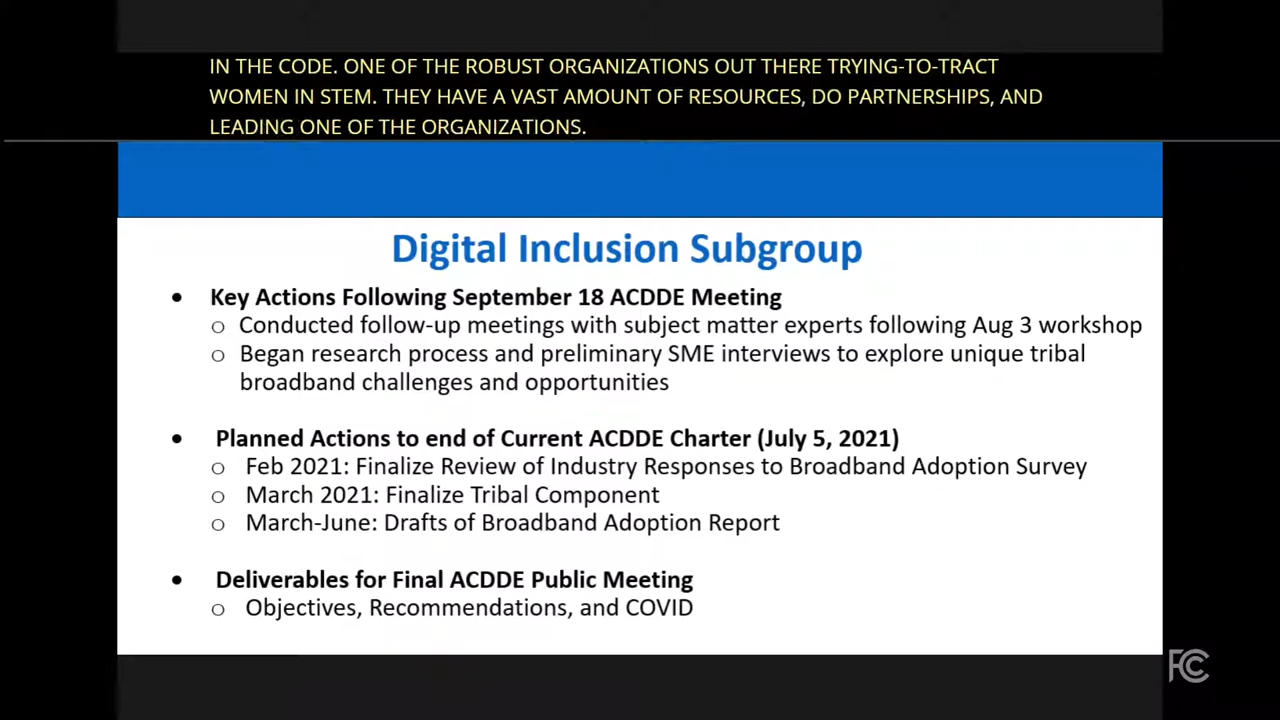 IN THE CODE. ONE OF THE ROBUST ORGANIZATIONS OUT THERE TRYING-TO-TRACT
WOMEN IN STEM. THEY HAVE A VAST AMOUNT OF RESOURCES, DO PARTNERSHIPS, AND
LEADING ONE OF THE ORGANIZATIONS.
Digital Inclusion Subgroup
• Key Actions Following September 18 ACDDE Meeting
○ Conducted follow-up meetings with subject matter experts following Aug 3 workshop
○ Began research process and preliminary SME interviews to explore unique tribal
broadband challenges and opportunities
• Planned Actions to end of Current ACDDE Charter (July 5, 2021)
○ Feb 2021: Finalize Review of Industry Responses to Broadband Adoption Survey
○ March 2021: Finalize Tribal Component
○ March-June: Drafts of Broadband Adoption Report
• Deliverables for Final ACDDE Public Meeting
○ Objectives, Recommendations, and COVID
FCC